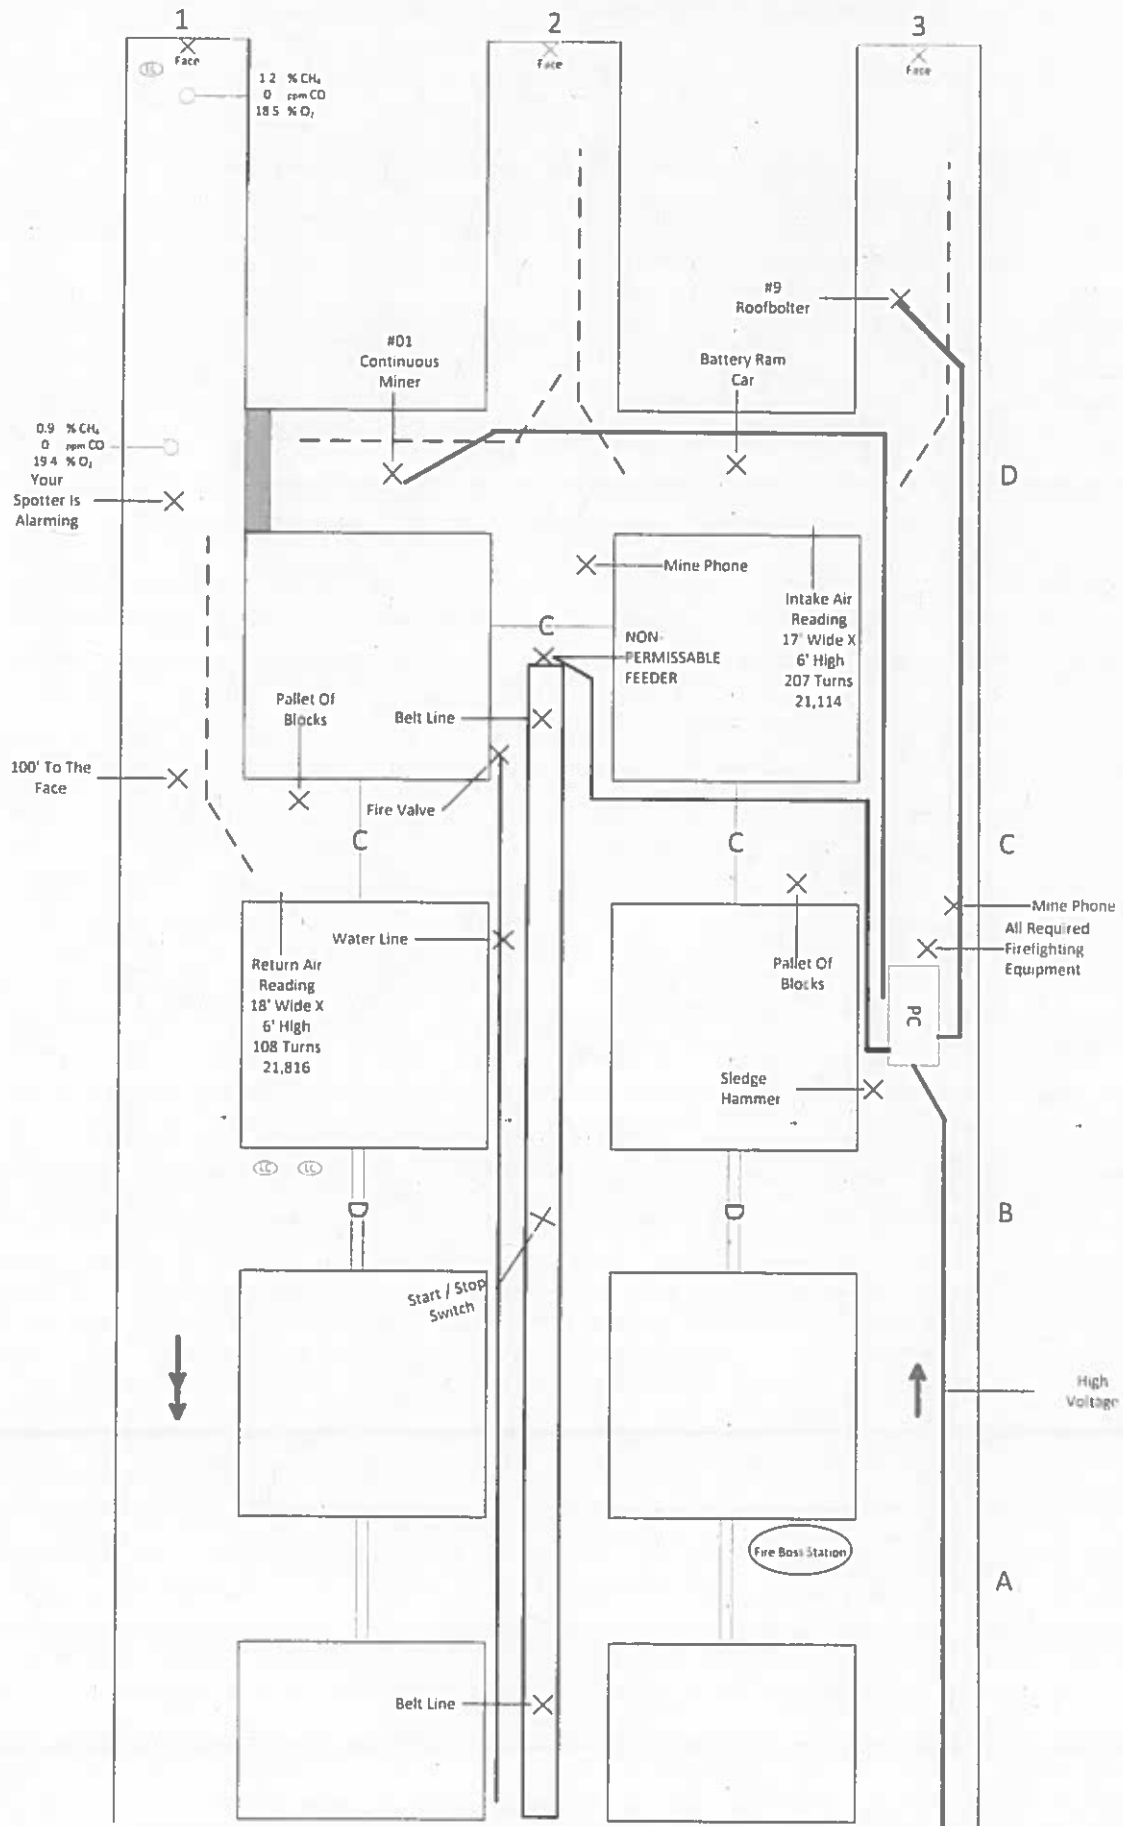 1
2
3
Face
Face
Face
LC
1.2 % CH₄
0 ppm CO
18.5 % O₂
#9
Roofbolter
#01
Continuous
Miner
Battery Ram
Car
0.9 % CH₄
0 ppm CO
19.4 % O₂
Your
Spotter Is
Alarming
D
Mine Phone
Intake Air
Reading
17' Wide X
6' High
207 Turns
21,114
C
NON-
PERMISSABLE
FEEDER
Pallet Of
Blocks
Belt Line
100' To The
Face
Fire Valve
C
C
C
Mine Phone
All Required
Firefighting
Equipment
Water Line
Pallet Of
Blocks
Return Air
Reading
18' Wide X
6' High
108 Turns
21,816
PC
Sledge
Hammer
LC
LC
D
D
B
Start / Stop
Switch
High
Voltage
Fire Boss Station
A
Belt Line